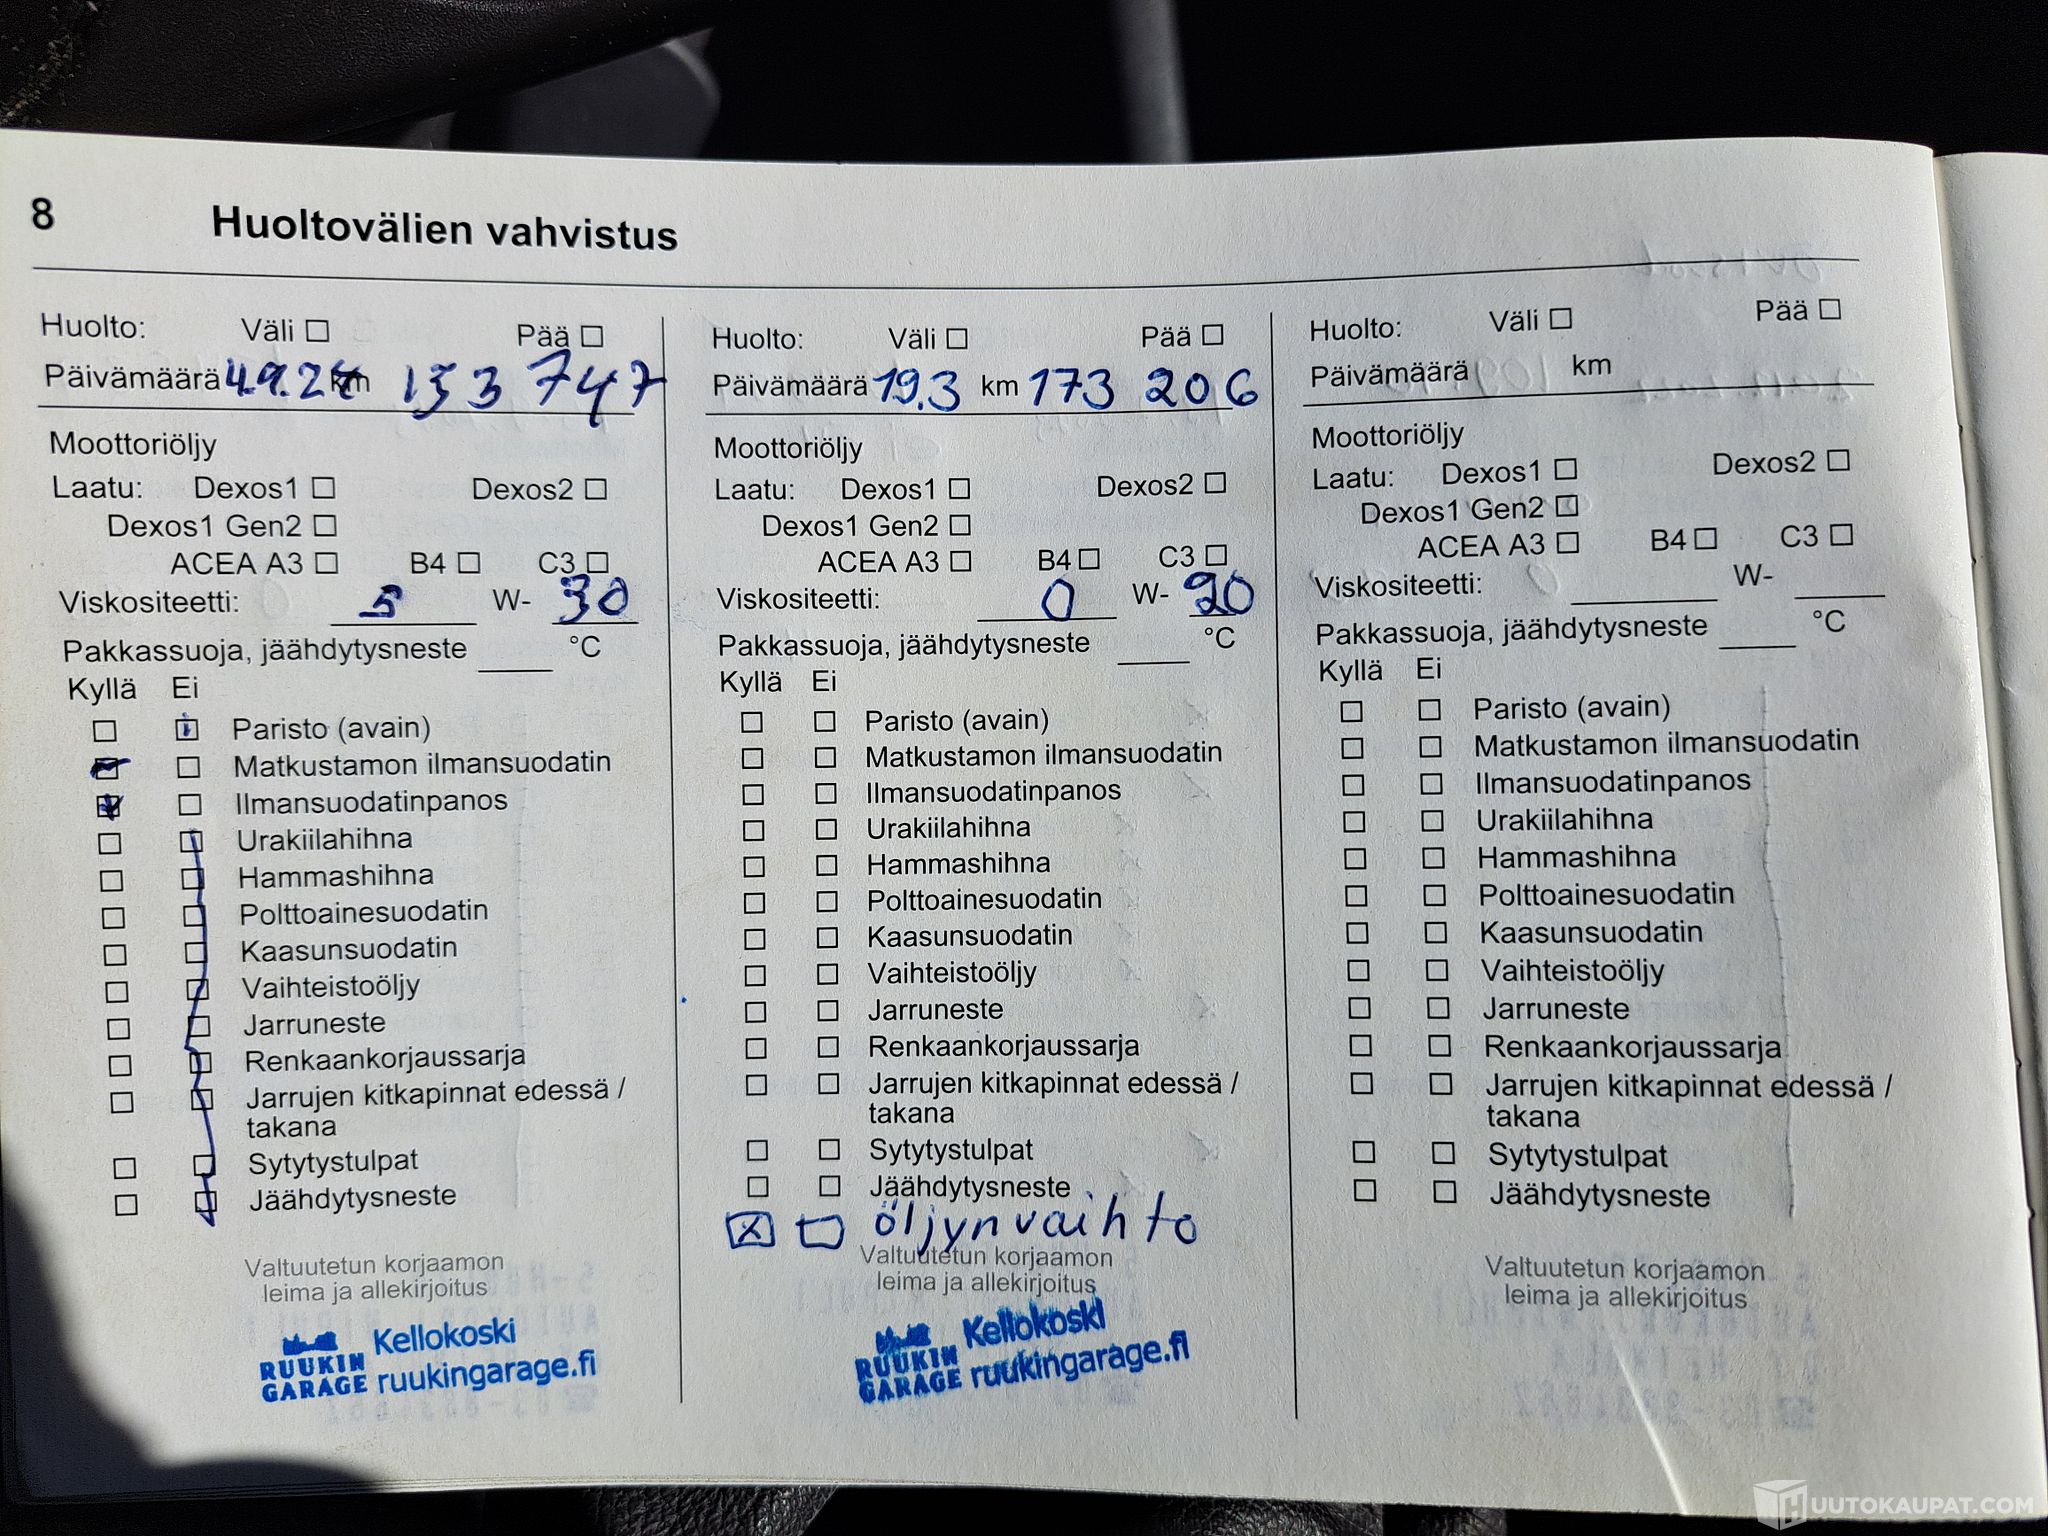 8 Huoltovälien vahvistus
Huolto: Väli ☐ Pää ☐
Päivämäärä 4.9.24 km 153 747
Moottoriöljy
Laatu: Dexos1 ☐ Dexos2 ☐
Dexos1 Gen2 ☐
ACEA A3 ☐ B4 ☐ C3 ☐
Viskositeetti: 5 W- 30
Pakkassuoja, jäähdytysneste ____ °C
Kyllä Ei
Paristo (avain)
Matkustamon ilmansuodatin
Ilmansuodatinpanos
Urakiilahihna
Hammashihna
Polttoainesuodatin
Kaasunsuodatin
Vaihteistoöljy
Jarruneste
Renkaankorjaussarja
Jarrujen kitkapinnat edessä /
takana
Sytytystulpat
Jäähdytysneste
Valtuutetun korjaamon
leima ja allekirjoitus
RUUKIN GARAGE
Kellokoski
ruukingarage.fi
Huolto: Väli ☐ Pää ☐
Päivämäärä 19.3 km 173 206
Moottoriöljy
Laatu: Dexos1 ☐ Dexos2 ☐
Dexos1 Gen2 ☐
ACEA A3 ☐ B4 ☐ C3 ☐
Viskositeetti: 0 W- 20
Pakkassuoja, jäähdytysneste ____ °C
Kyllä Ei
Paristo (avain)
Matkustamon ilmansuodatin
Ilmansuodatinpanos
Urakiilahihna
Hammashihna
Polttoainesuodatin
Kaasunsuodatin
Vaihteistoöljy
Jarruneste
Renkaankorjaussarja
Jarrujen kitkapinnat edessä /
takana
Sytytystulpat
Jäähdytysneste
☒ ☐ öljynvaihto
Valtuutetun korjaamon
leima ja allekirjoitus
RUUKIN GARAGE
Kellokoski
ruukingarage.fi
Huolto: Väli ☐ Pää ☐
Päivämäärä km
Moottoriöljy
Laatu: Dexos1 ☐ Dexos2 ☐
Dexos1 Gen2 ☐
ACEA A3 ☐ B4 ☐ C3 ☐
Viskositeetti: ____ W- ____
Pakkassuoja, jäähdytysneste ____ °C
Kyllä Ei
Paristo (avain)
Matkustamon ilmansuodatin
Ilmansuodatinpanos
Urakiilahihna
Hammashihna
Polttoainesuodatin
Kaasunsuodatin
Vaihteistoöljy
Jarruneste
Renkaankorjaussarja
Jarrujen kitkapinnat edessä /
takana
Sytytystulpat
Jäähdytysneste
Valtuutetun korjaamon
leima ja allekirjoitus
HUUTOKAUPAT.COM